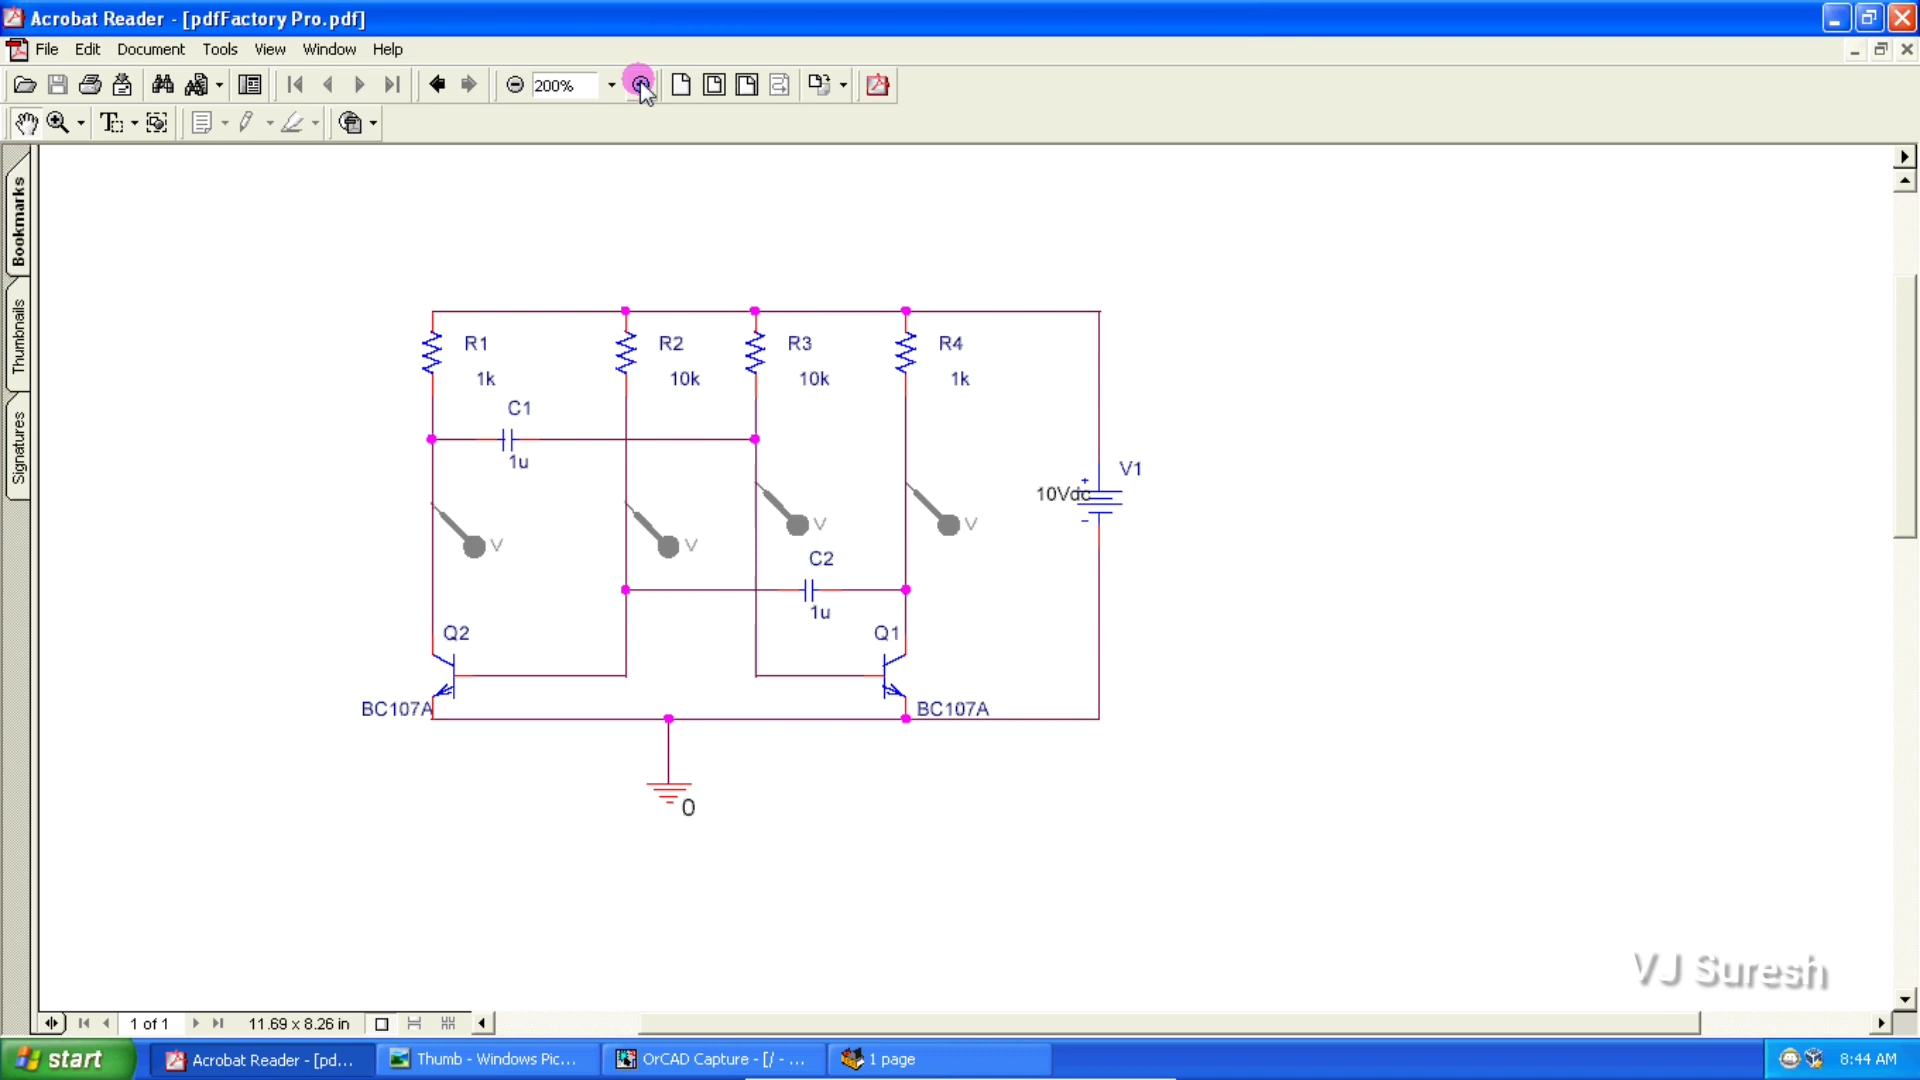 Acrobat Reader - [pdfFactory Pro.pdf]
File Edit Document Tools View Window Help
200%
Bookmarks
Thumbnails
Signatures
R1 R2 R3 R4
1k 10k 10k 1k
C1
1u
V1
10Vdc
+
-
V V V V
C2
1u
Q2 Q1
BC107A BC107A
0
VJ Suresh
1 of 1 11.69 x 8.26 in
start Acrobat Reader - [pd... Thumb - Windows Pic... OrCAD Capture - [/ - ... 1 page 8:44 AM